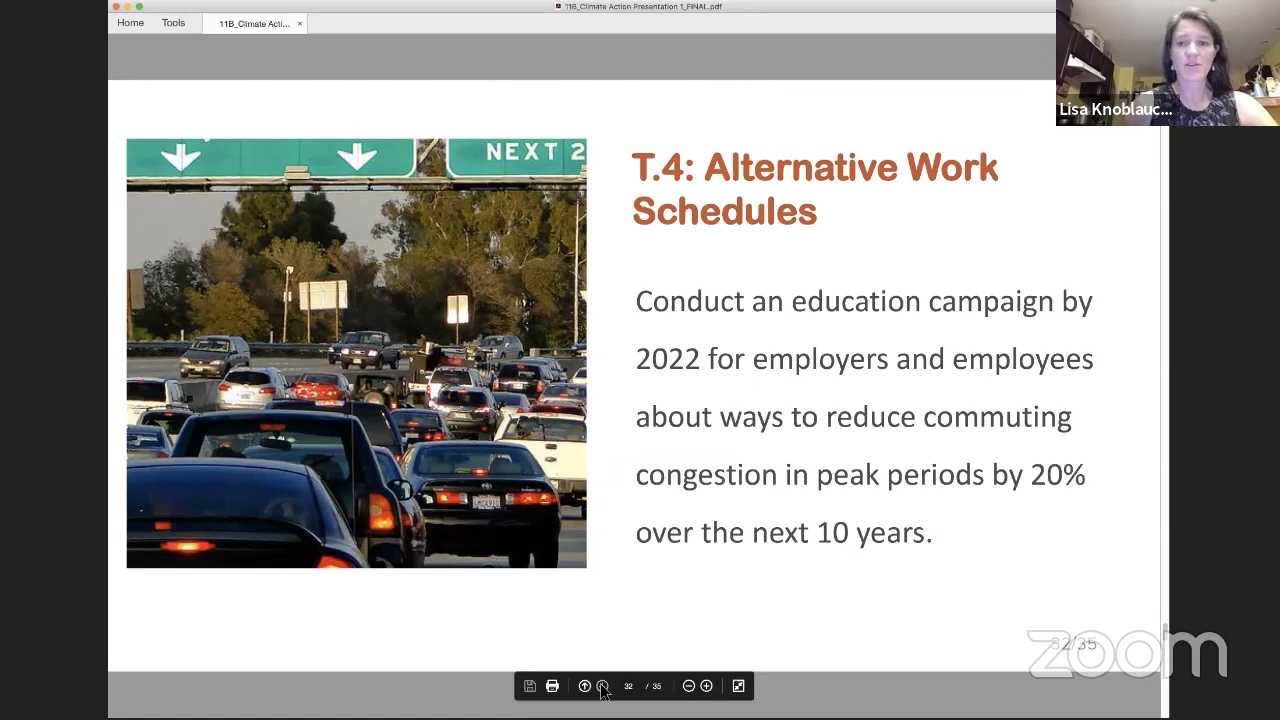 11B_Climate Action Presentation 1_FINAL.pdf
Home
Tools
11B_Climate Acti...
×
Lisa Knoblauc...
NEXT 2
T.4: Alternative Work
Schedules
Conduct an education campaign by
2022 for employers and employees
about ways to reduce commuting
congestion in peak periods by 20%
over the next 10 years.
32/35
zoom
32 / 35